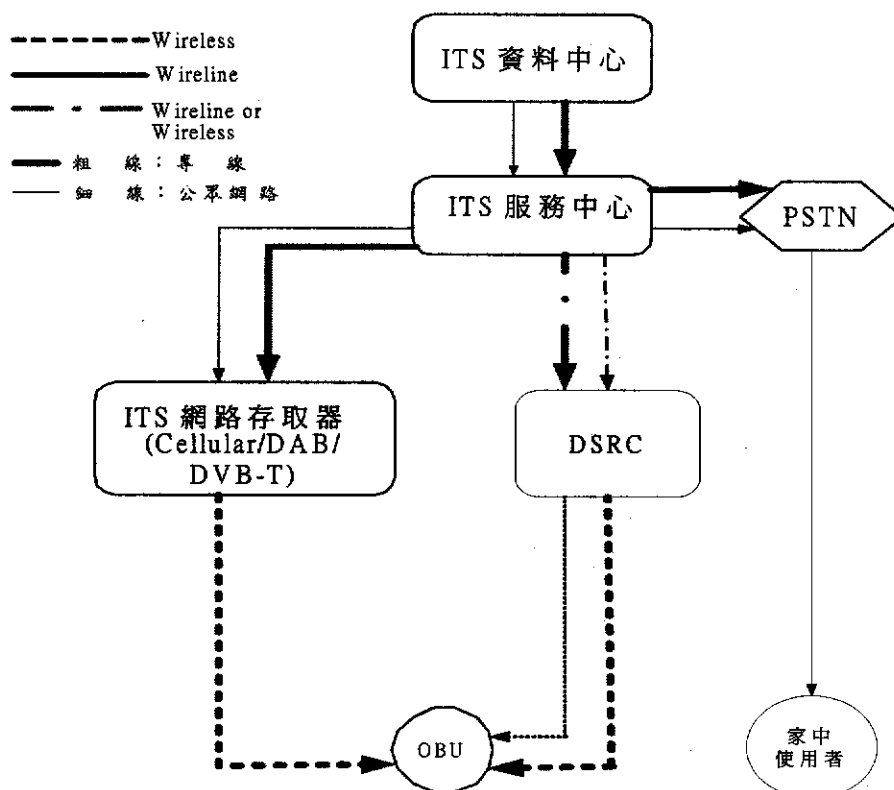 Wireless
Wireline
Wireline or
Wireless
粗 線：專 線
細 線：公眾網路
ITS 資料中心
ITS 服務中心
PSTN
ITS 網路存取器
(Cellular/DAB/
DVB-T)
DSRC
OBU
家中
使用者